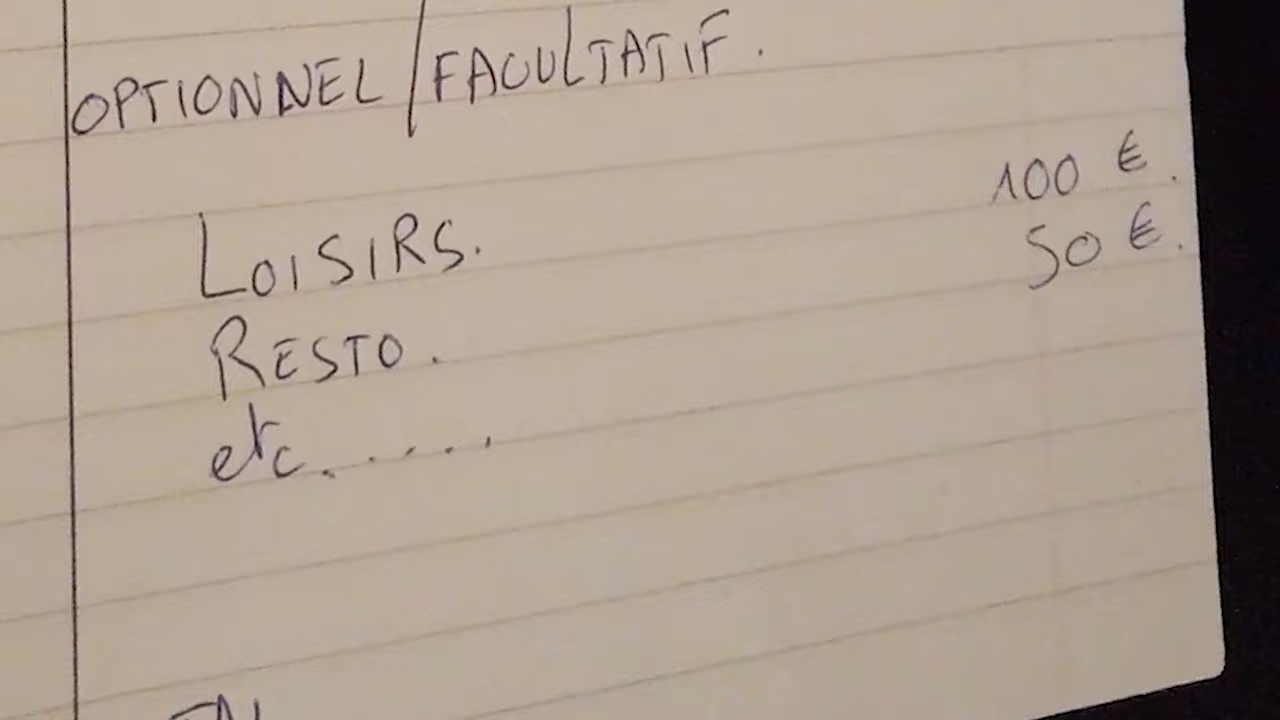 OPTIONNEL/FACULTATIF.
LOISIRS. 100 €.
RESTO. 50 €.
etc......